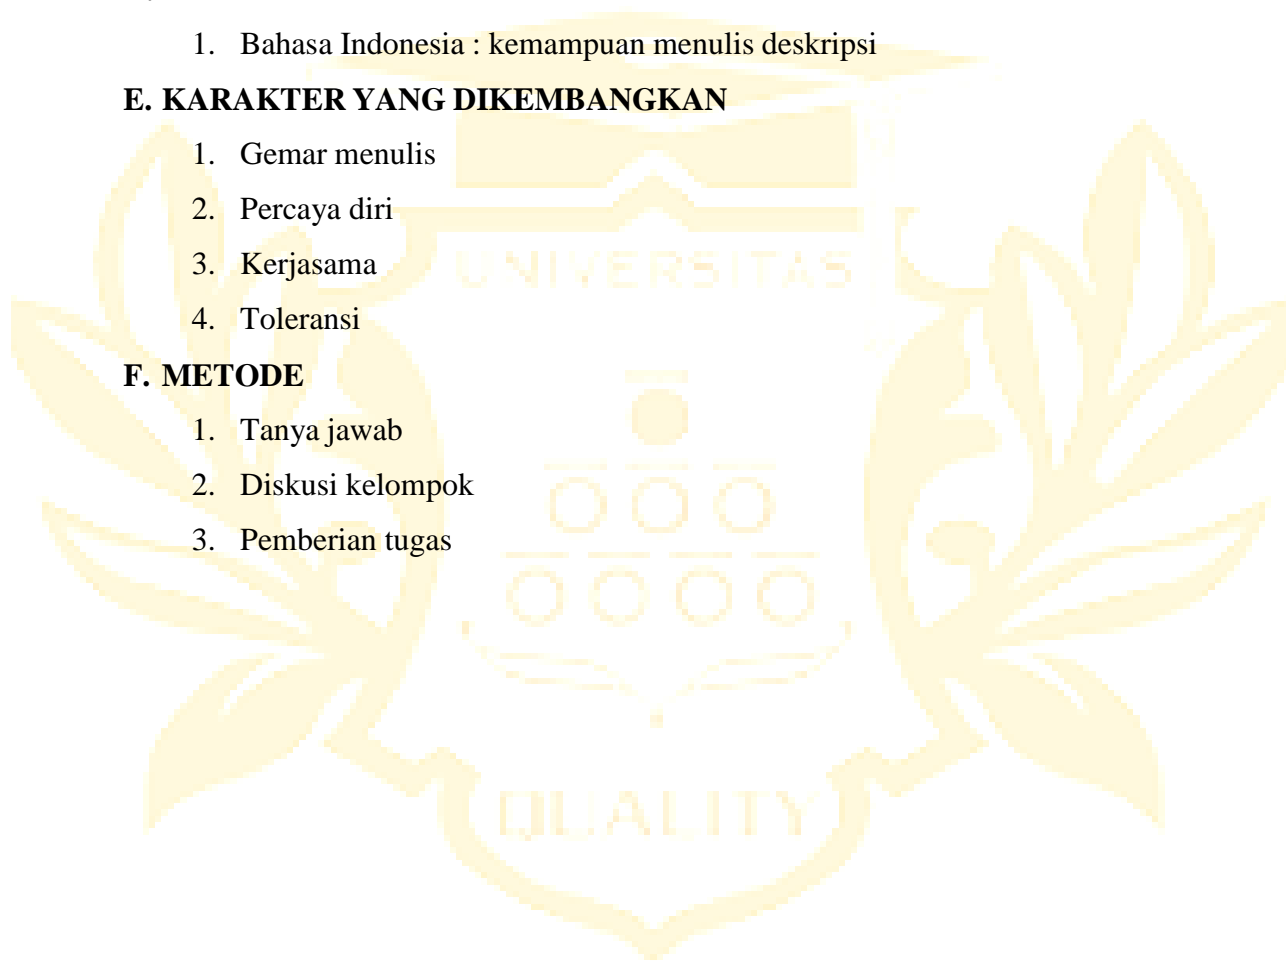 1. Bahasa Indonesia : kemampuan menulis deskripsi
E. KARAKTER YANG DIKEMBANGKAN
1. Gemar menulis
2. Percaya diri
3. Kerjasama
4. Toleransi
F. METODE
1. Tanya jawab
2. Diskusi kelompok
3. Pemberian tugas
UNIVERSITAS
QUALITY